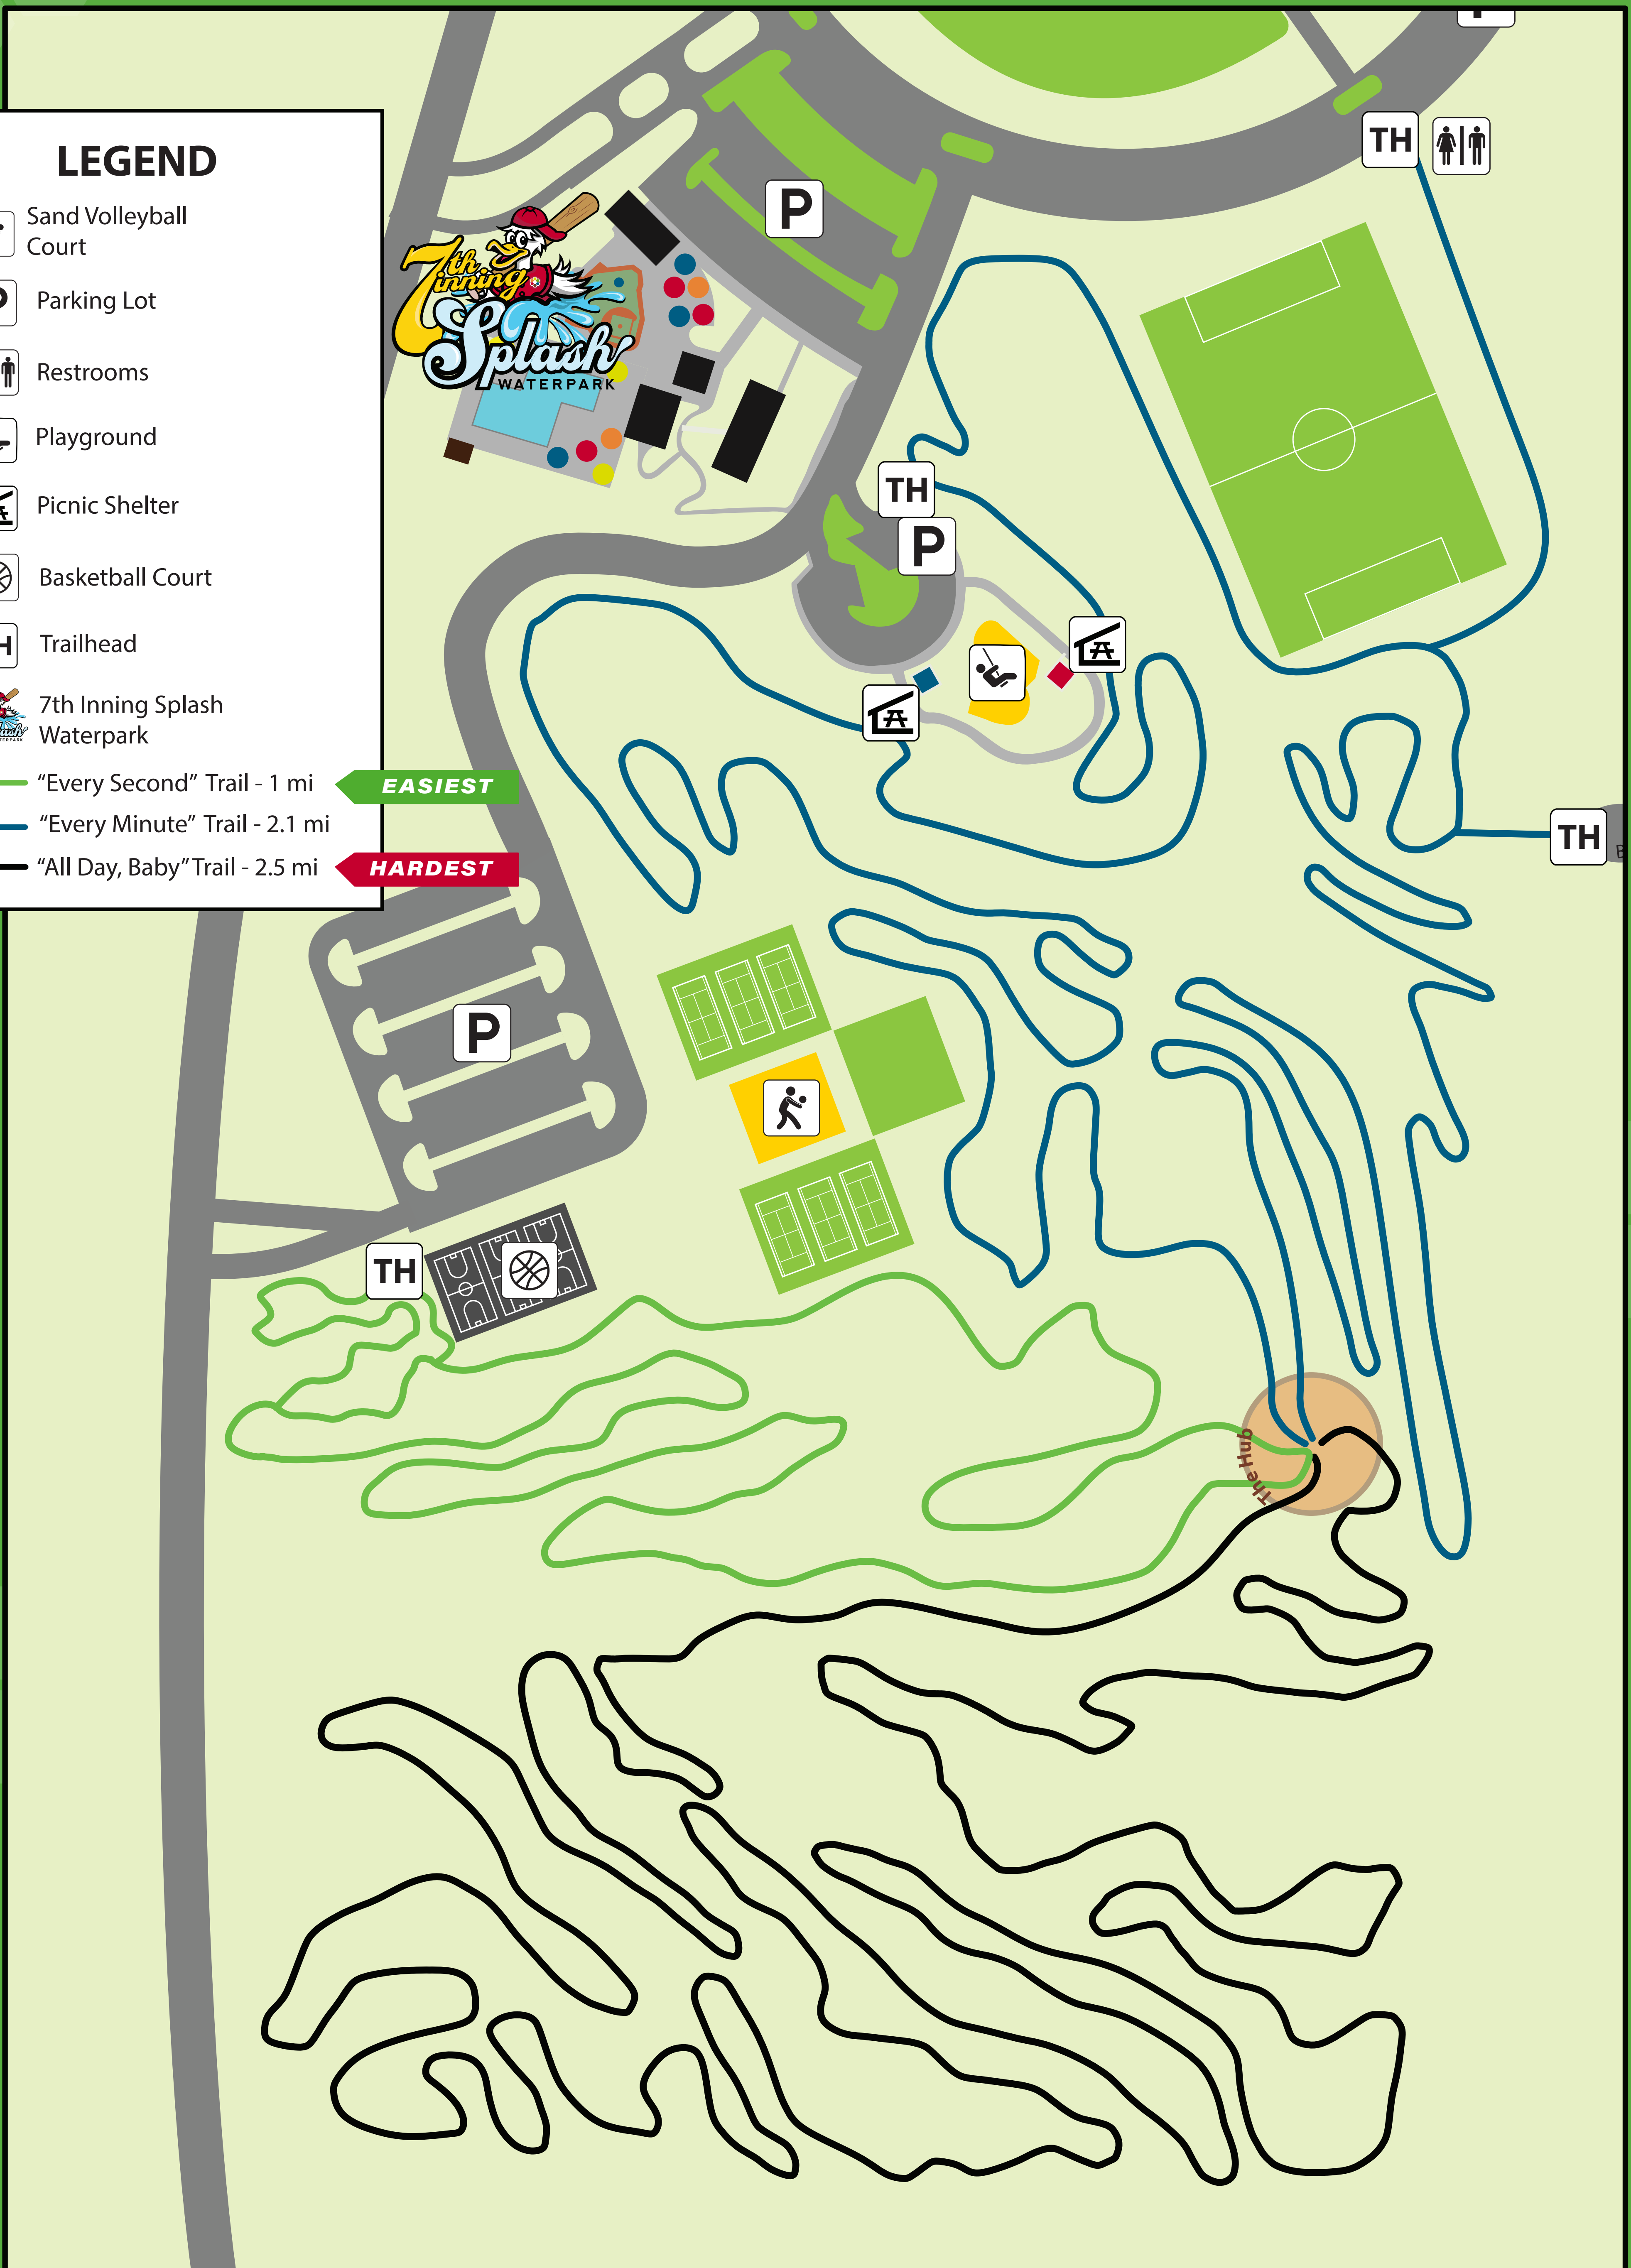 LEGEND
Sand Volleyball
Court
Parking Lot
Restrooms
Playground
Picnic Shelter
Basketball Court
Trailhead
7th Inning Splash
Waterpark
“Every Second” Trail - 1 mi
EASIEST
“Every Minute” Trail - 2.1 mi
“All Day, Baby” Trail - 2.5 mi
HARDEST
TH
P
7th
inning
Splash
WATERPARK
TH
P
TH
P
TH
The Hub